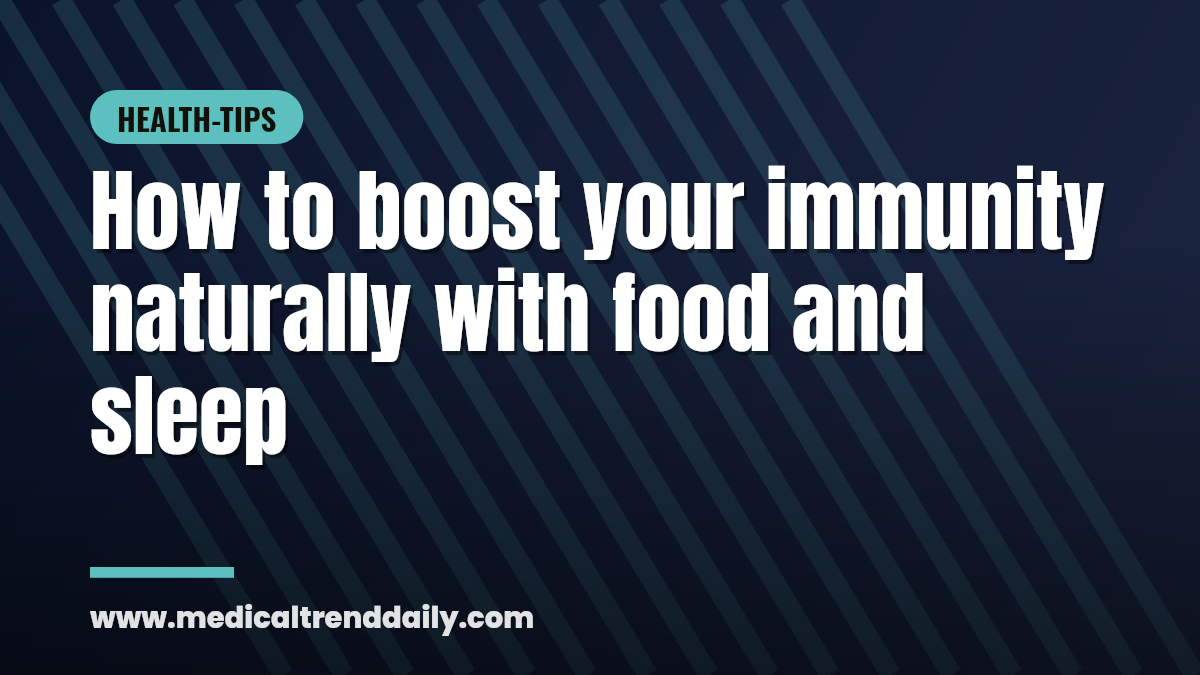 HEALTH-TIPS
How to boost your immunity
naturally with food and
sleep
www.medicaltrenddaily.com